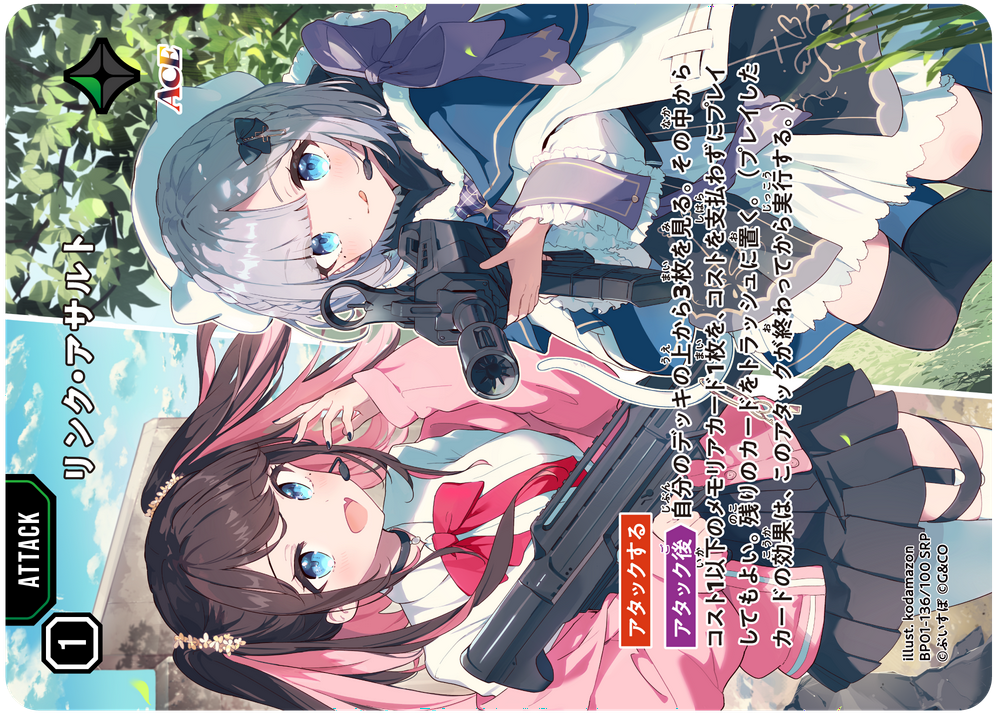 1
ATTACK
リンク・アサルト
ACE
アタックする
アタック後
自分のデッキの上から3枚を見る。その中から
コスト1以下のメモリアカード1枚を、コストを支払わずにプレイ
してもよい。残りのカードをトラッシュに置く。（プレイした
カードの効果は、このアタックが終わってから実行する。）
illust. kodamazon
BP01-136/100 SRP
©ぶいすぽ ©G&CO